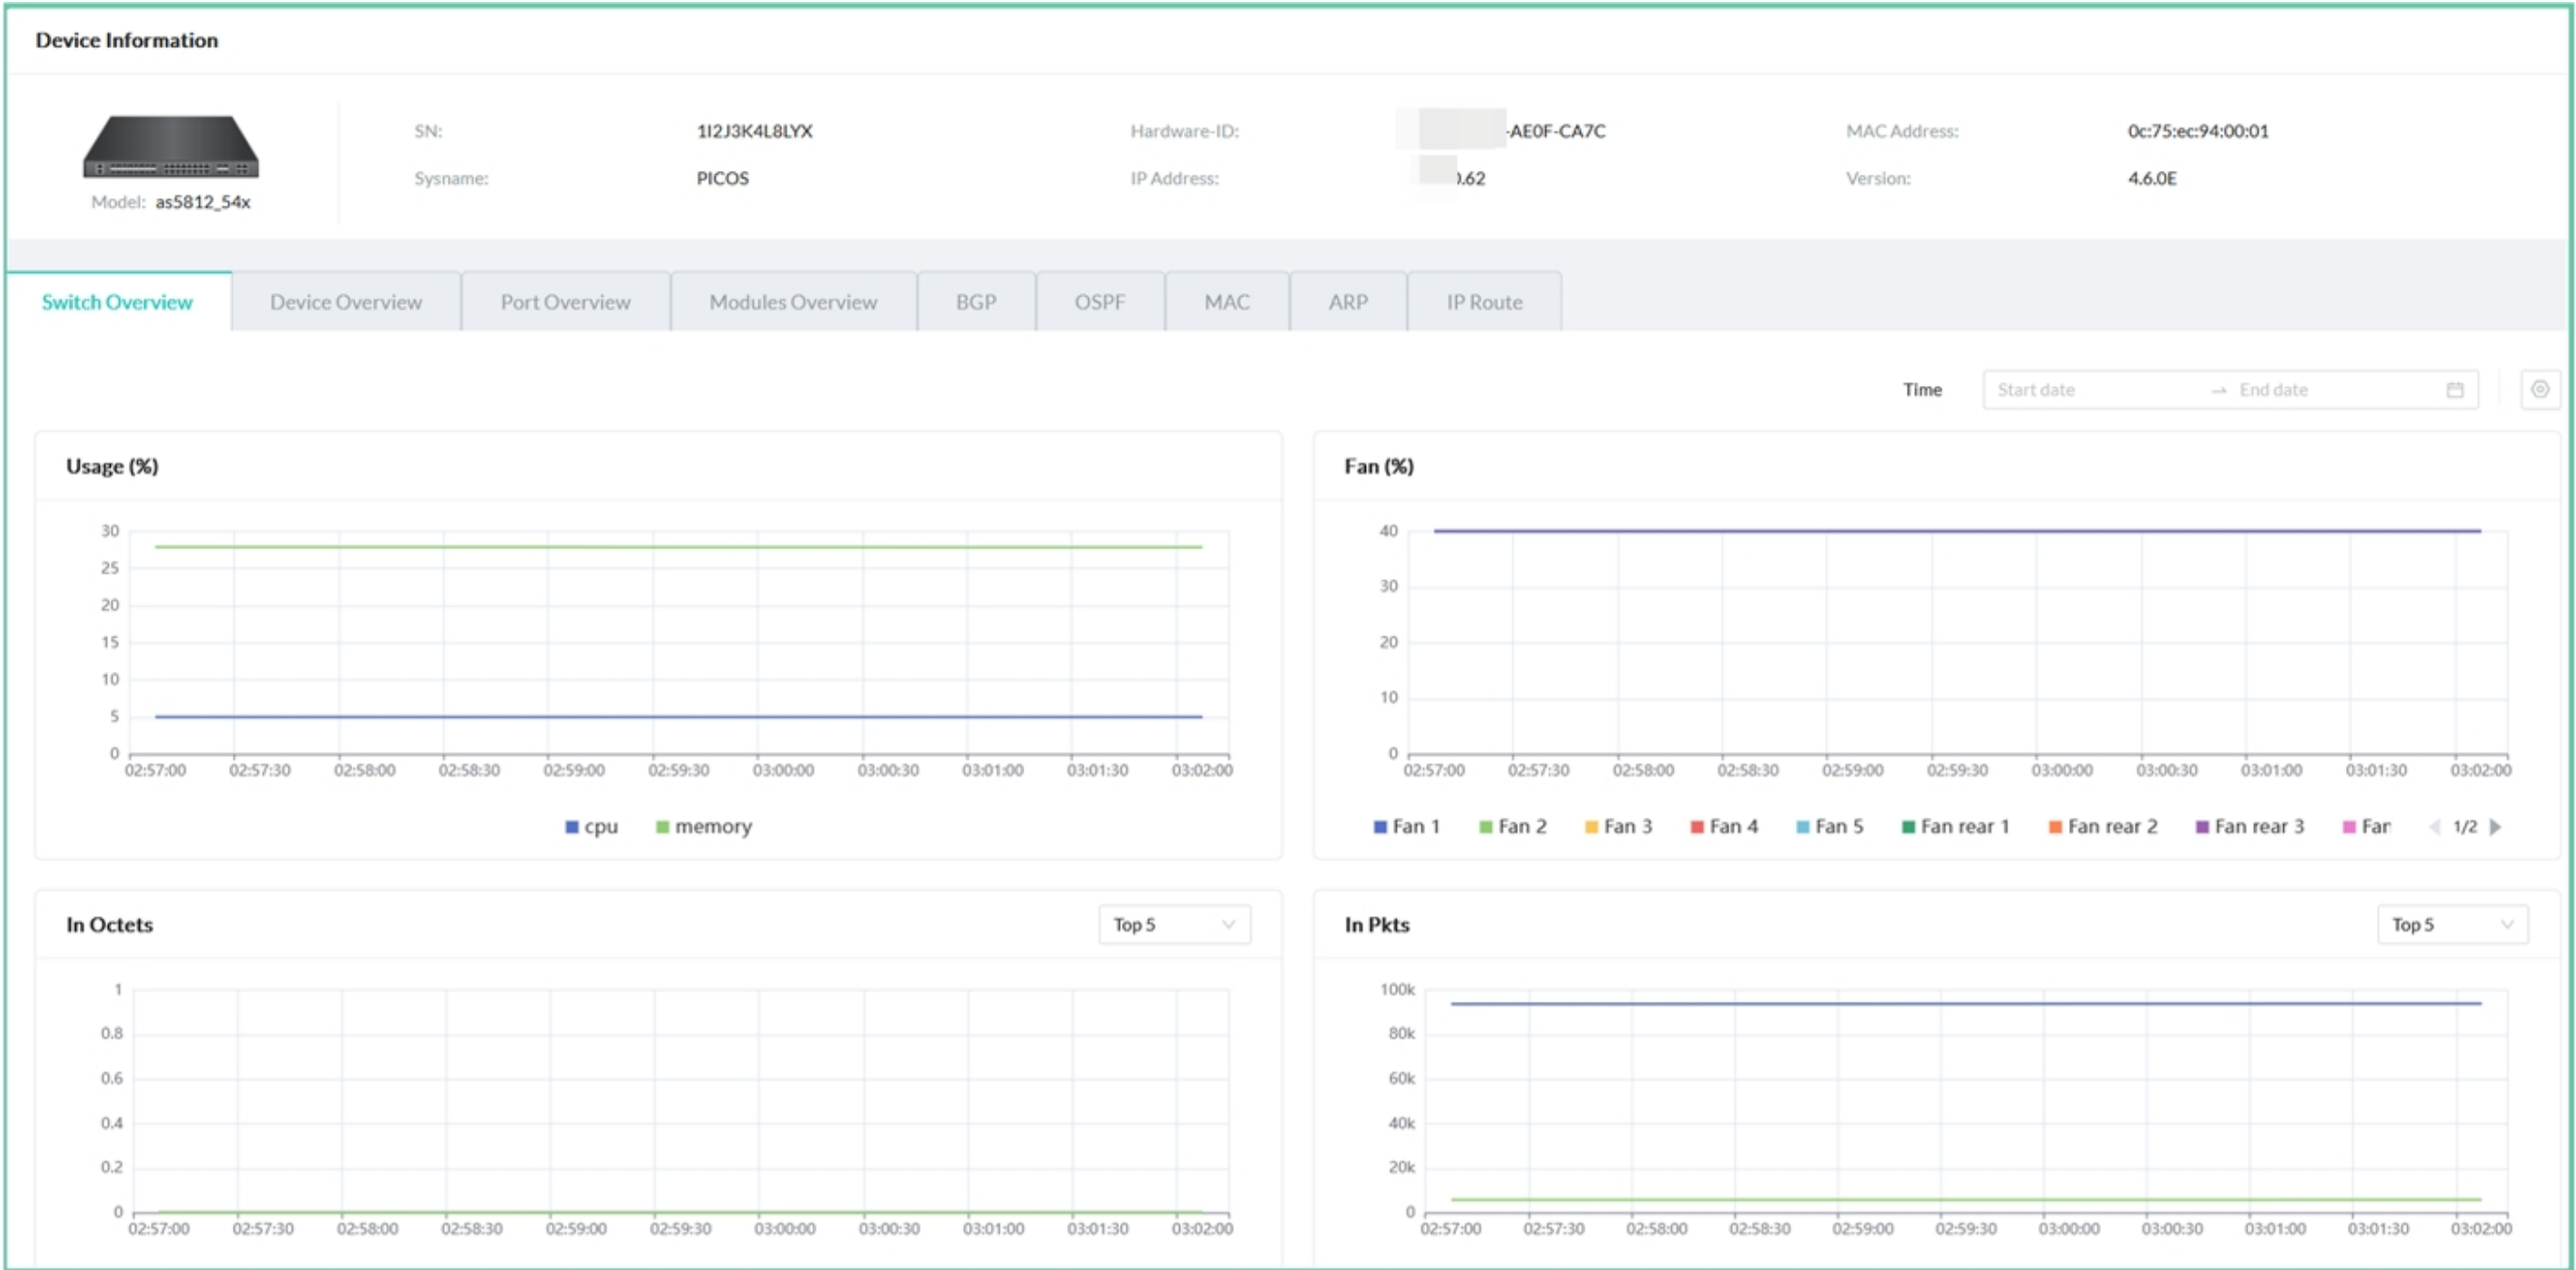 Device Information
SN: 1I2J3K4L8LYX Hardware-ID: -AE0F-CA7C MAC Address: 0c:75:ec:94:00:01
Sysname: PICOS IP Address: .62 Version: 4.6.0E
Model: as5812_54x
Switch Overview Device Overview Port Overview Modules Overview BGP OSPF MAC ARP IP Route
Time Start date → End date
Usage (%)
30
25
20
15
10
5
0
02:57:00 02:57:30 02:58:00 02:58:30 02:59:00 02:59:30 03:00:00 03:00:30 03:01:00 03:01:30 03:02:00
cpu memory
Fan (%)
40
30
20
10
0
02:57:00 02:57:30 02:58:00 02:58:30 02:59:00 02:59:30 03:00:00 03:00:30 03:01:00 03:01:30 03:02:00
Fan 1 Fan 2 Fan 3 Fan 4 Fan 5 Fan rear 1 Fan rear 2 Fan rear 3 Fan 1/2
In Octets Top 5
1
0.8
0.6
0.4
0.2
0
02:57:00 02:57:30 02:58:00 02:58:30 02:59:00 02:59:30 03:00:00 03:00:30 03:01:00 03:01:30 03:02:00
In Pkts Top 5
100k
80k
60k
40k
20k
0
02:57:00 02:57:30 02:58:00 02:58:30 02:59:00 02:59:30 03:00:00 03:00:30 03:01:00 03:01:30 03:02:00